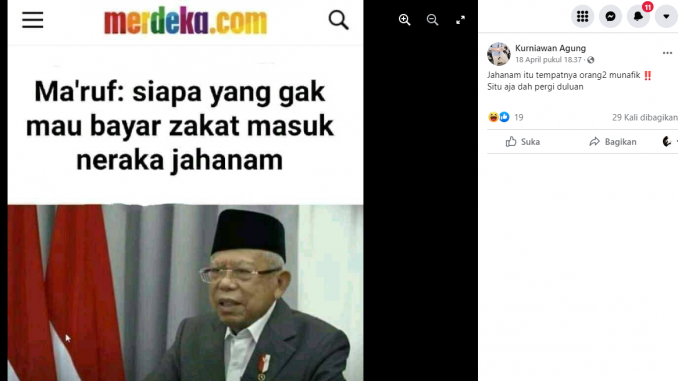 merdeka.com
Ma'ruf: siapa yang gak
mau bayar zakat masuk
neraka jahanam
11
Kurniawan Agung
18 April pukul 18.37 ·
Jahanam itu tempatnya orang2 munafik ‼️
Situ aja dah pergi duluan
19
29 Kali dibagikan
Suka
Bagikan